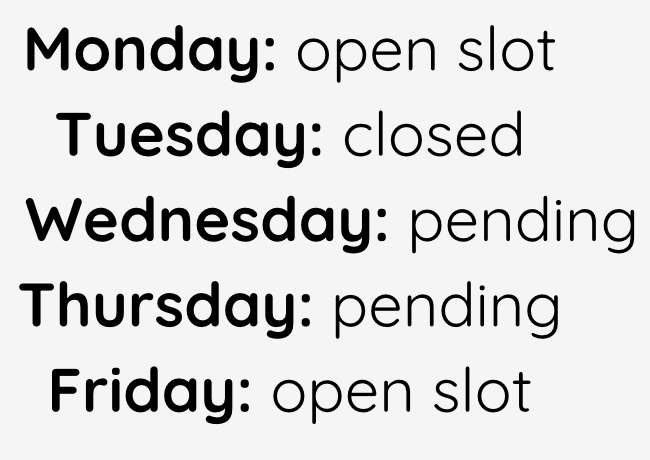 Monday: open slot
Tuesday: closed
Wednesday: pending
Thursday: pending
Friday: open slot